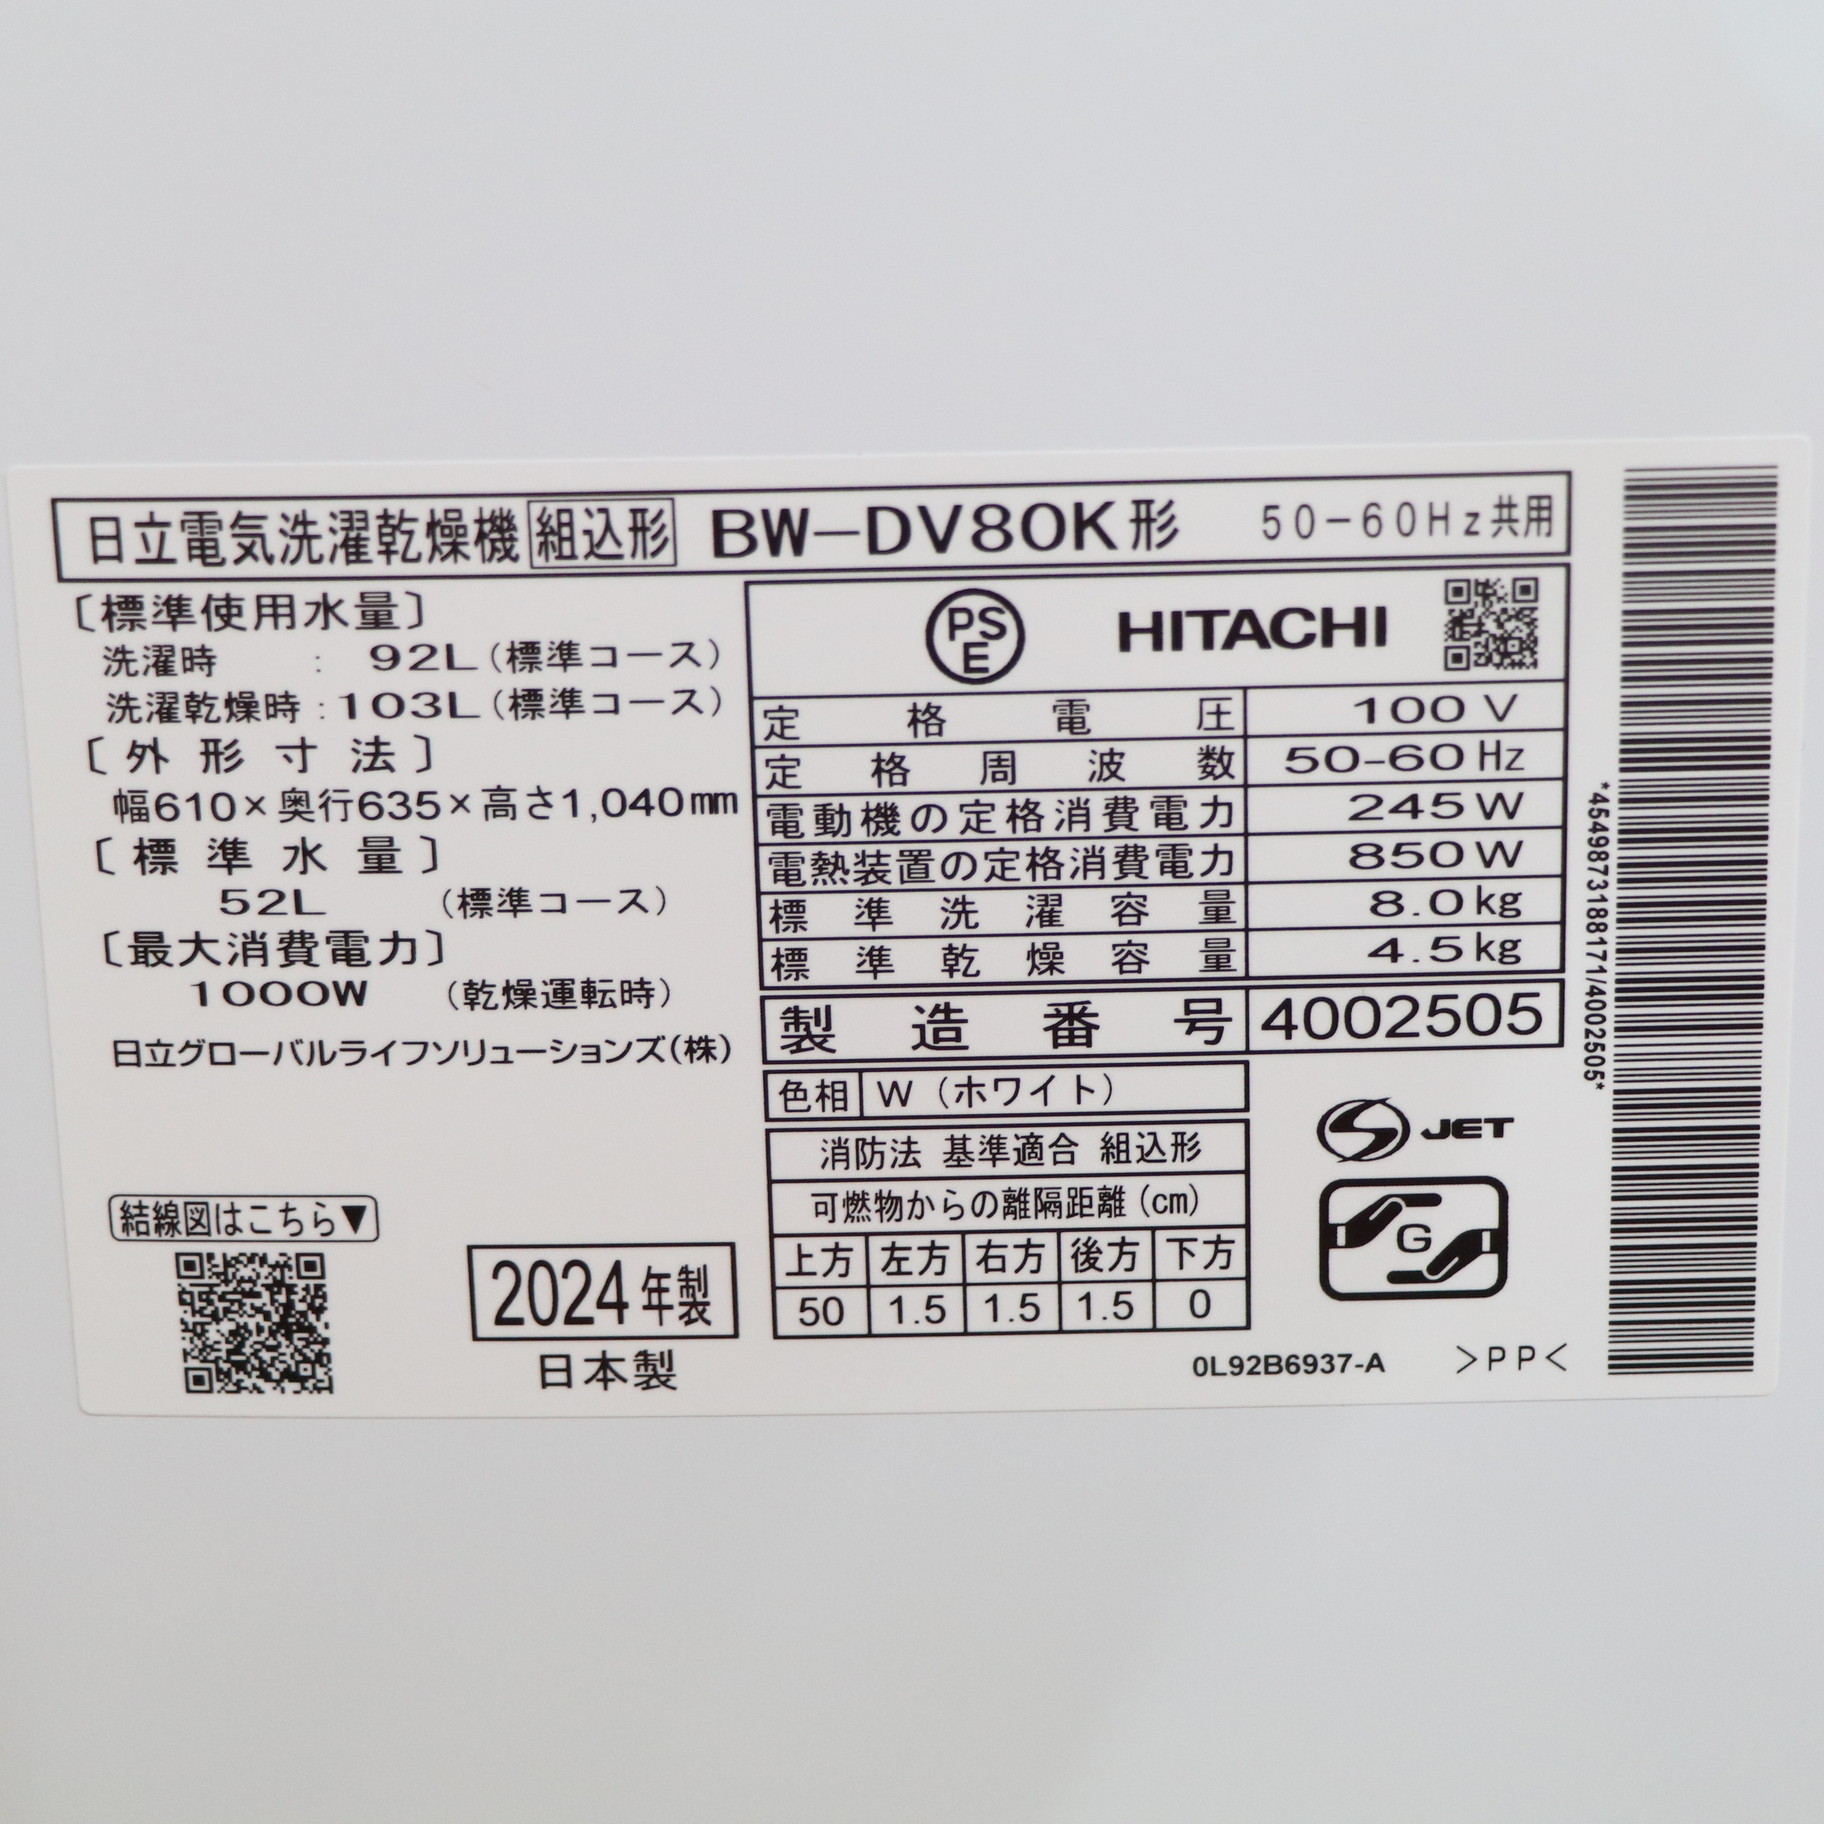 日立電気洗濯乾燥機 組込形 BW-DV80K形 50-60Hz共用
〔標準使用水量〕
洗濯時 : 92L(標準コース)
洗濯乾燥時:103L(標準コース)
〔外形寸法〕
幅610×奥行635×高さ1,040mm
〔標準水量〕
52L (標準コース)
〔最大消費電力〕
1000W (乾燥運転時)
日立グローバルライフソリューションズ(株)
結線図はこちら▼
2024年製
日本製
PSE HITACHI
定格電圧 100V
定格周波数 50-60Hz
電動機の定格消費電力 245W
電熱装置の定格消費電力 850W
標準洗濯容量 8.0kg
標準乾燥容量 4.5kg
製造番号 4002505
色相 W(ホワイト)
消防法 基準適合 組込形
可燃物からの離隔距離(cm)
上方 左方 右方 後方 下方
50 1.5 1.5 1.5 0
S JET
G
0L92B6937-A >PP<
*4549873188171/4002505*